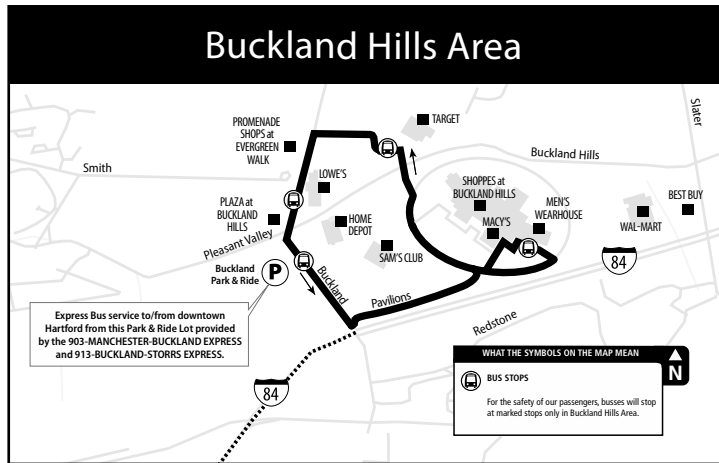 Buckland Hills Area
TARGET
PROMENADE
SHOPS at
EVERGREEN
WALK
Slater
Smith
Buckland Hills
LOWE'S
SHOPPES at
BUCKLAND HILLS
BEST BUY
PLAZA at
BUCKLAND
HILLS
MEN'S
WEARHOUSE
HOME
DEPOT
MACY'S
WAL-MART
Pleasant Valley
SAM'S CLUB
84
Buckland
Park & Ride
P
Buckland
Pavilions
Redstone
Express Bus service to/from downtown
Hartford from this Park & Ride Lot provided
by the 903-MANCHESTER-BUCKLAND EXPRESS
and 913-BUCKLAND-STORRS EXPRESS.
84
WHAT THE SYMBOLS ON THE MAP MEAN
N
BUS STOPS
For the safety of our passengers, busses will stop
at marked stops only in Buckland Hills Area.